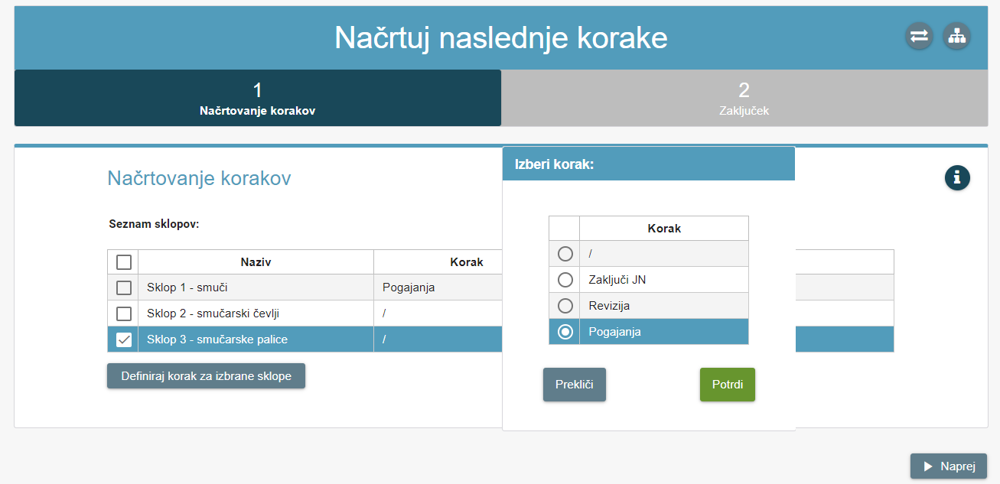 Načrtuj naslednje korake
1
Načrtovanje korakov
2
Zaključek
Načrtovanje korakov
Seznam sklopov:
Naziv Korak
Sklop 1 - smuči Pogajanja
Sklop 2 - smučarski čevlji /
Sklop 3 - smučarske palice /
Definiraj korak za izbrane sklope
Izberi korak:
Korak
/
Zaključi JN
Revizija
Pogajanja
Prekliči Potrdi
Naprej